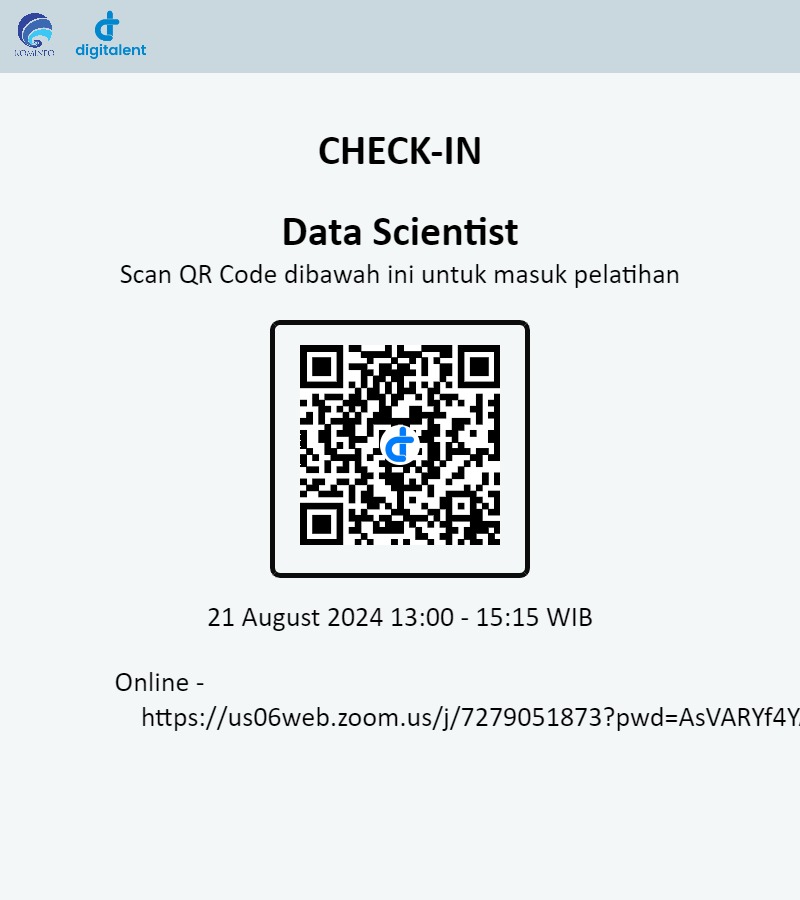 KOMINFO
digitalent
CHECK-IN
Data Scientist
Scan QR Code dibawah ini untuk masuk pelatihan
21 August 2024 13:00 - 15:15 WIB
Online -
https://us06web.zoom.us/j/7279051873?pwd=AsVARYf4Y